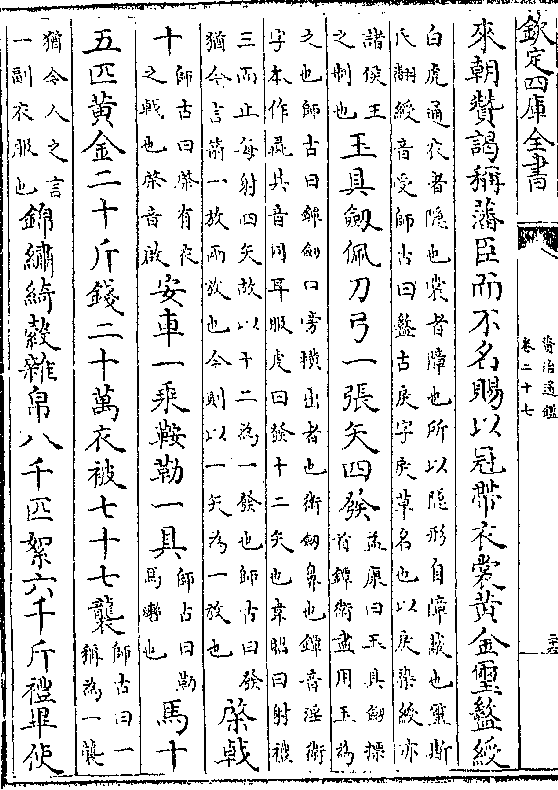 欽定四庫全書
資治通鑑
卷二十七
來朝贊謁稱藩臣而不名賜以冠帶衣裳黃金璽盭綬
白虎通衣者隱也裳者障也所以隱形自障蔽也盭斯
氏翻綬音受師古曰盭古戾字戾草名也以戾染綬亦
諸侯王
之制也
玉具劒佩刀弓一張矢四發
孟康曰玉具劒摽
首鐔衛盡用玉為
之也師古曰鐔劒口旁横出者也衛劒鼻也鐔音淫衛
字本作彘其音同耳服虔曰發十二矢也韋昭曰射禮
三而止每射四矢故以十二為一發也師古曰發
猶今言箭一放兩放也今則以一矢為一放也
棨戟
十
師古曰棨有衣
之戟也棨音啟
安車一乘鞍勒一具
師古曰勒
馬轡也
馬十
五匹黃金二十斤錢二十萬衣被七十七襲
師古曰一
稱為一襲
猶今人之言
一副衣服也
錦繡綺縠雜帛八千匹絮六千斤禮畢使